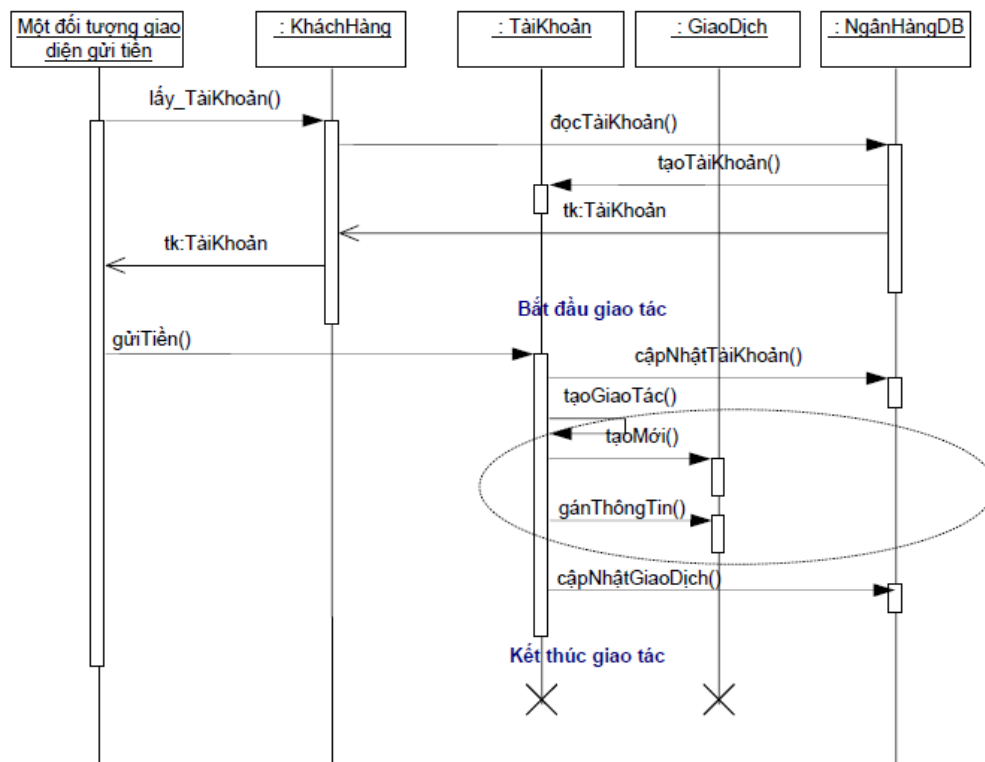 Một đối tượng giao
diện gửi tiền
: KháchHàng
: TàiKhoản
: GiaoDịch
: NgânHàngDB
lấy_TàiKhoản()
đọcTàiKhoản()
tạoTàiKhoản()
tk:TàiKhoản
tk:TàiKhoản
Bắt đầu giao tác
gửiTiền()
cậpNhậtTàiKhoản()
tạoGiaoTác()
tạoMới()
gánThôngTin()
cậpNhậtGiaoDịch()
Kết thúc giao tác